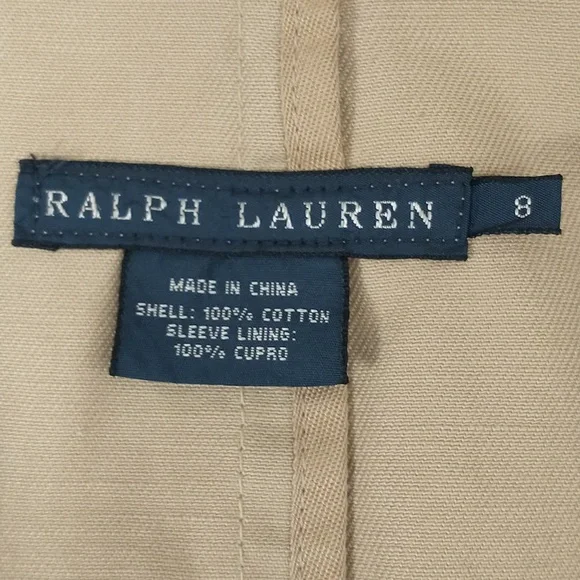 RALPH LAUREN 8
MADE IN CHINA
SHELL: 100% COTTON
SLEEVE LINING:
100% CUPRO